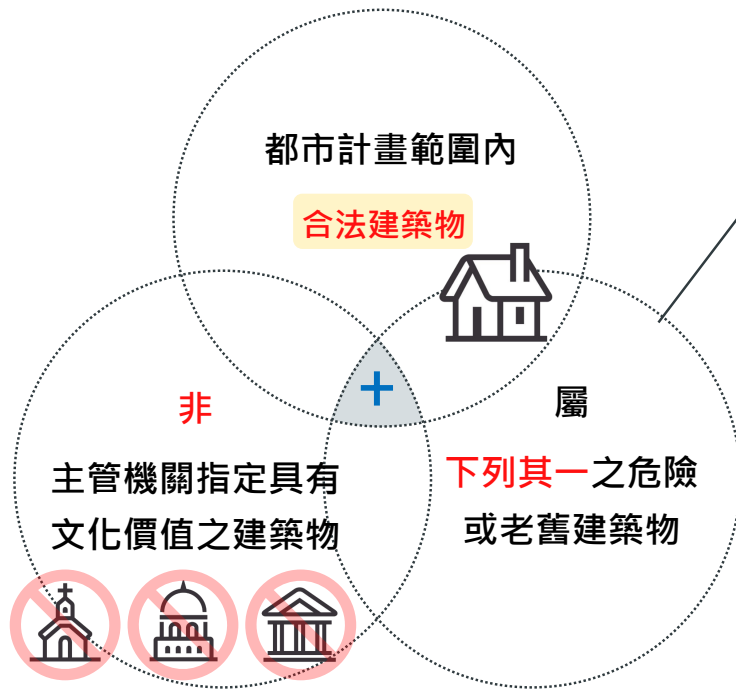 都市計畫範圍內
合法建築物
非
主管機關指定具有
文化價值之建築物
屬
下列其一之危險
或老舊建築物